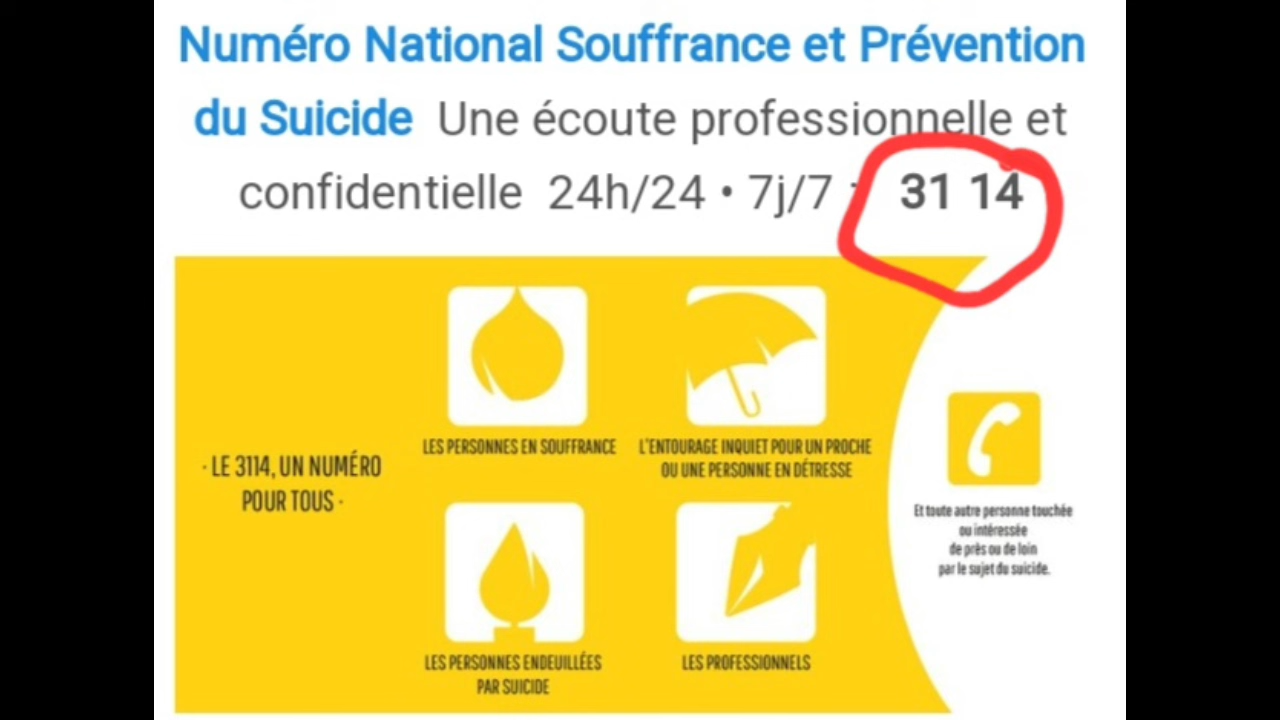 Numéro National Souffrance et Prévention
du Suicide Une écoute professionnelle et
confidentielle 24h/24 • 7j/7 : 31 14
LES PERSONNES EN SOUFFRANCE
L'ENTOURAGE INQUIET POUR UN PROCHE
OU UNE PERSONNE EN DÉTRESSE
· LE 3114, UN NUMÉRO
POUR TOUS ·
LES PERSONNES ENDEUILLÉES
PAR SUICIDE
LES PROFESSIONNELS
Et toute autre personne touchée
ou intéressée
de près ou de loin
par le sujet du suicide.